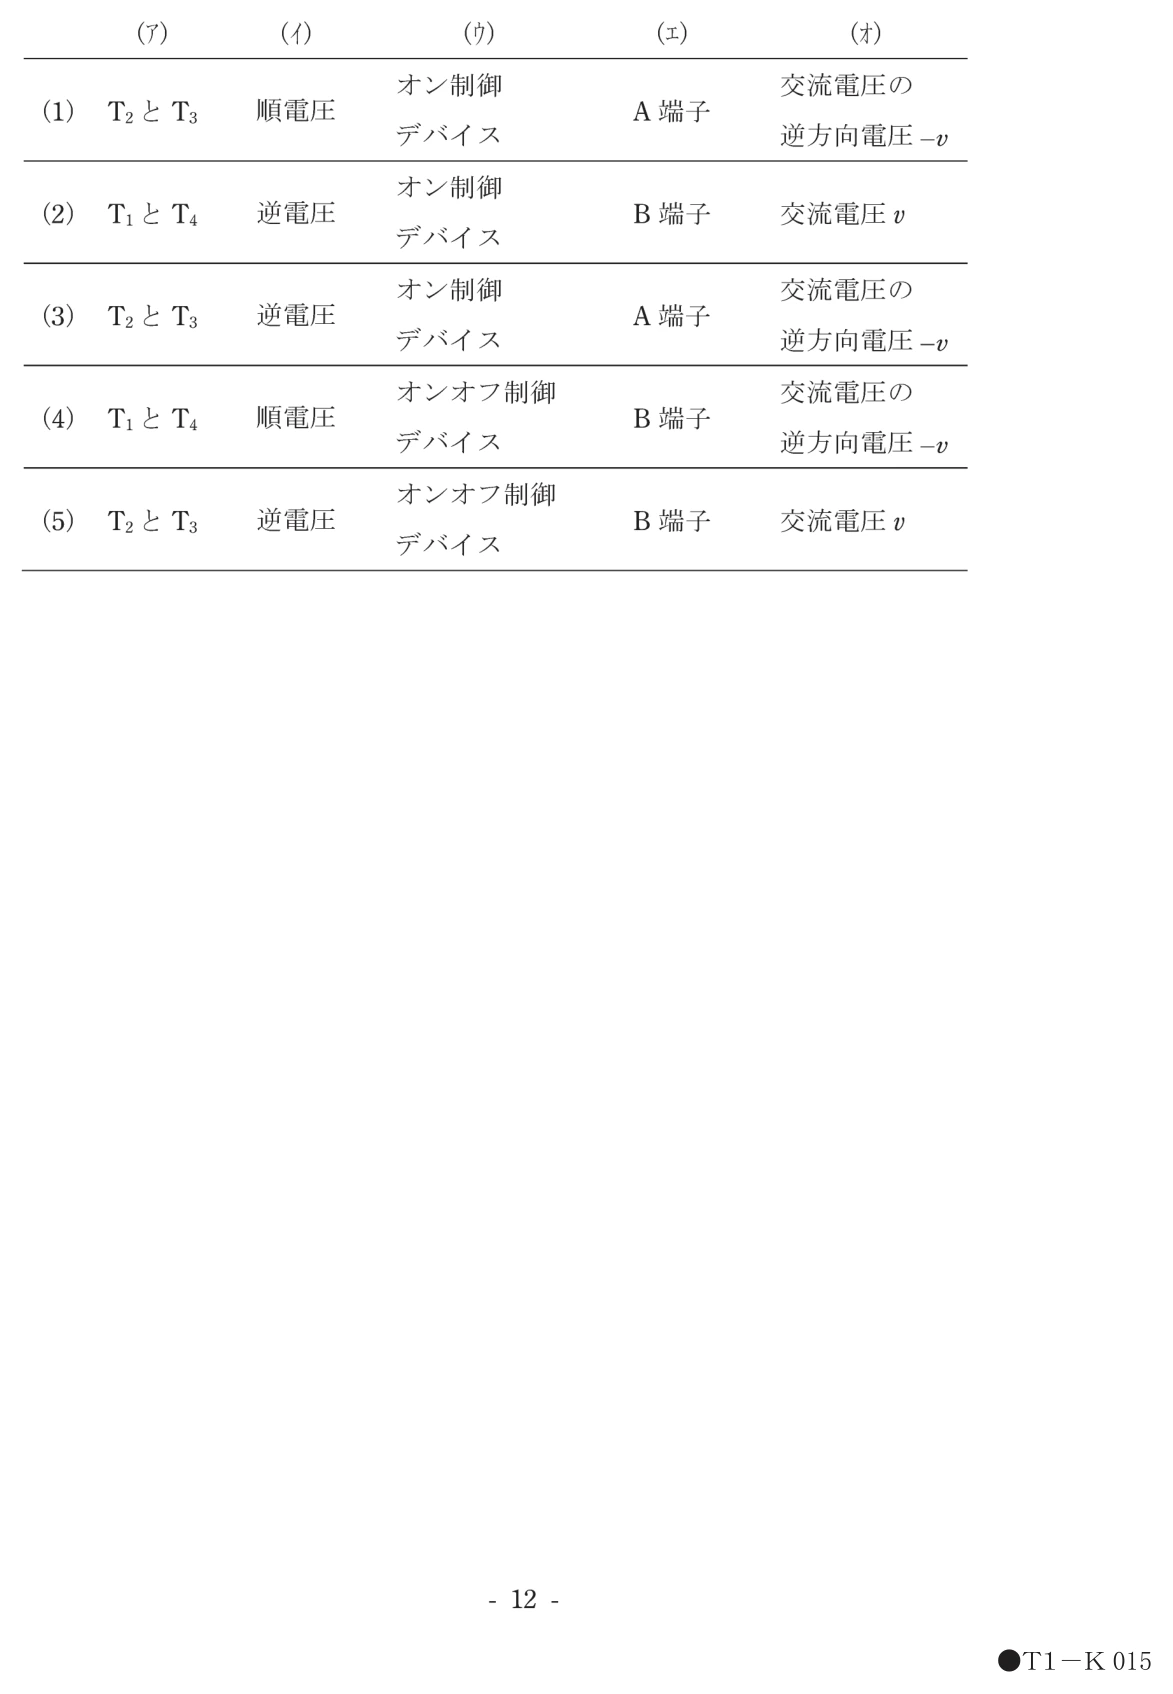 (ア) (イ) (ウ) (エ) (オ)
オン制御 交流電圧の
(1) T₂ と T₃ 順電圧 A 端子
デバイス 逆方向電圧 –v
オン制御
(2) T₁ と T₄ 逆電圧 B 端子 交流電圧 v
デバイス
オン制御 交流電圧の
(3) T₂ と T₃ 逆電圧 A 端子
デバイス 逆方向電圧 –v
オンオフ制御 交流電圧の
(4) T₁ と T₄ 順電圧 B 端子
デバイス 逆方向電圧 –v
オンオフ制御
(5) T₂ と T₃ 逆電圧 B 端子 交流電圧 v
デバイス
- 12 -
●T1－K 015